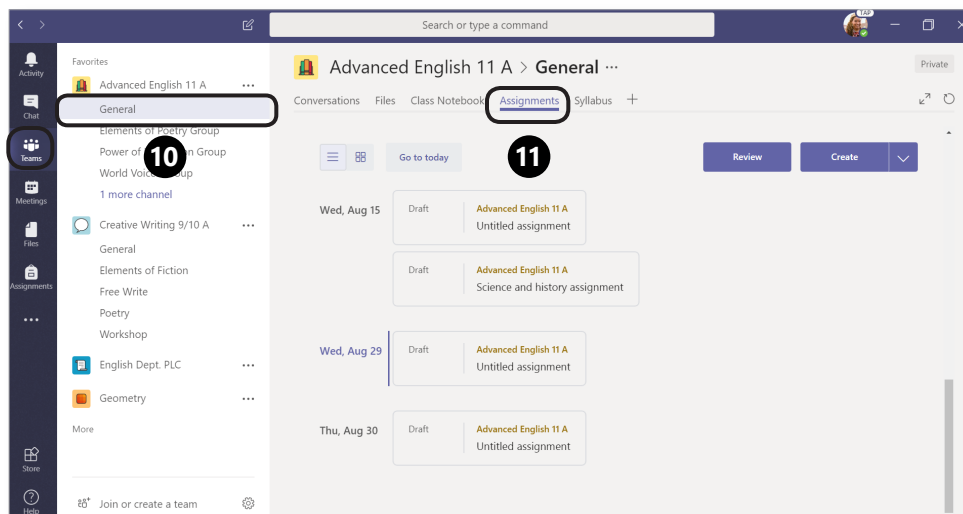 Search or type a command
TAP
Activity
Chat
Teams
Meetings
Files
Assignments
Store
Help
Favorites
Advanced English 11 A
General
Elements of Poetry Group
Power of
n Group
World Voice
up
1 more channel
10
Creative Writing 9/10 A
General
Elements of Fiction
Free Write
Poetry
Workshop
English Dept. PLC
Geometry
More
Join or create a team
Advanced English 11 A > General
Private
Conversations Files Class Notebook Assignments Syllabus +
11
Go to today
Review
Create
Wed, Aug 15
Draft
Advanced English 11 A
Untitled assignment
Draft
Advanced English 11 A
Science and history assignment
Wed, Aug 29
Draft
Advanced English 11 A
Untitled assignment
Thu, Aug 30
Draft
Advanced English 11 A
Untitled assignment